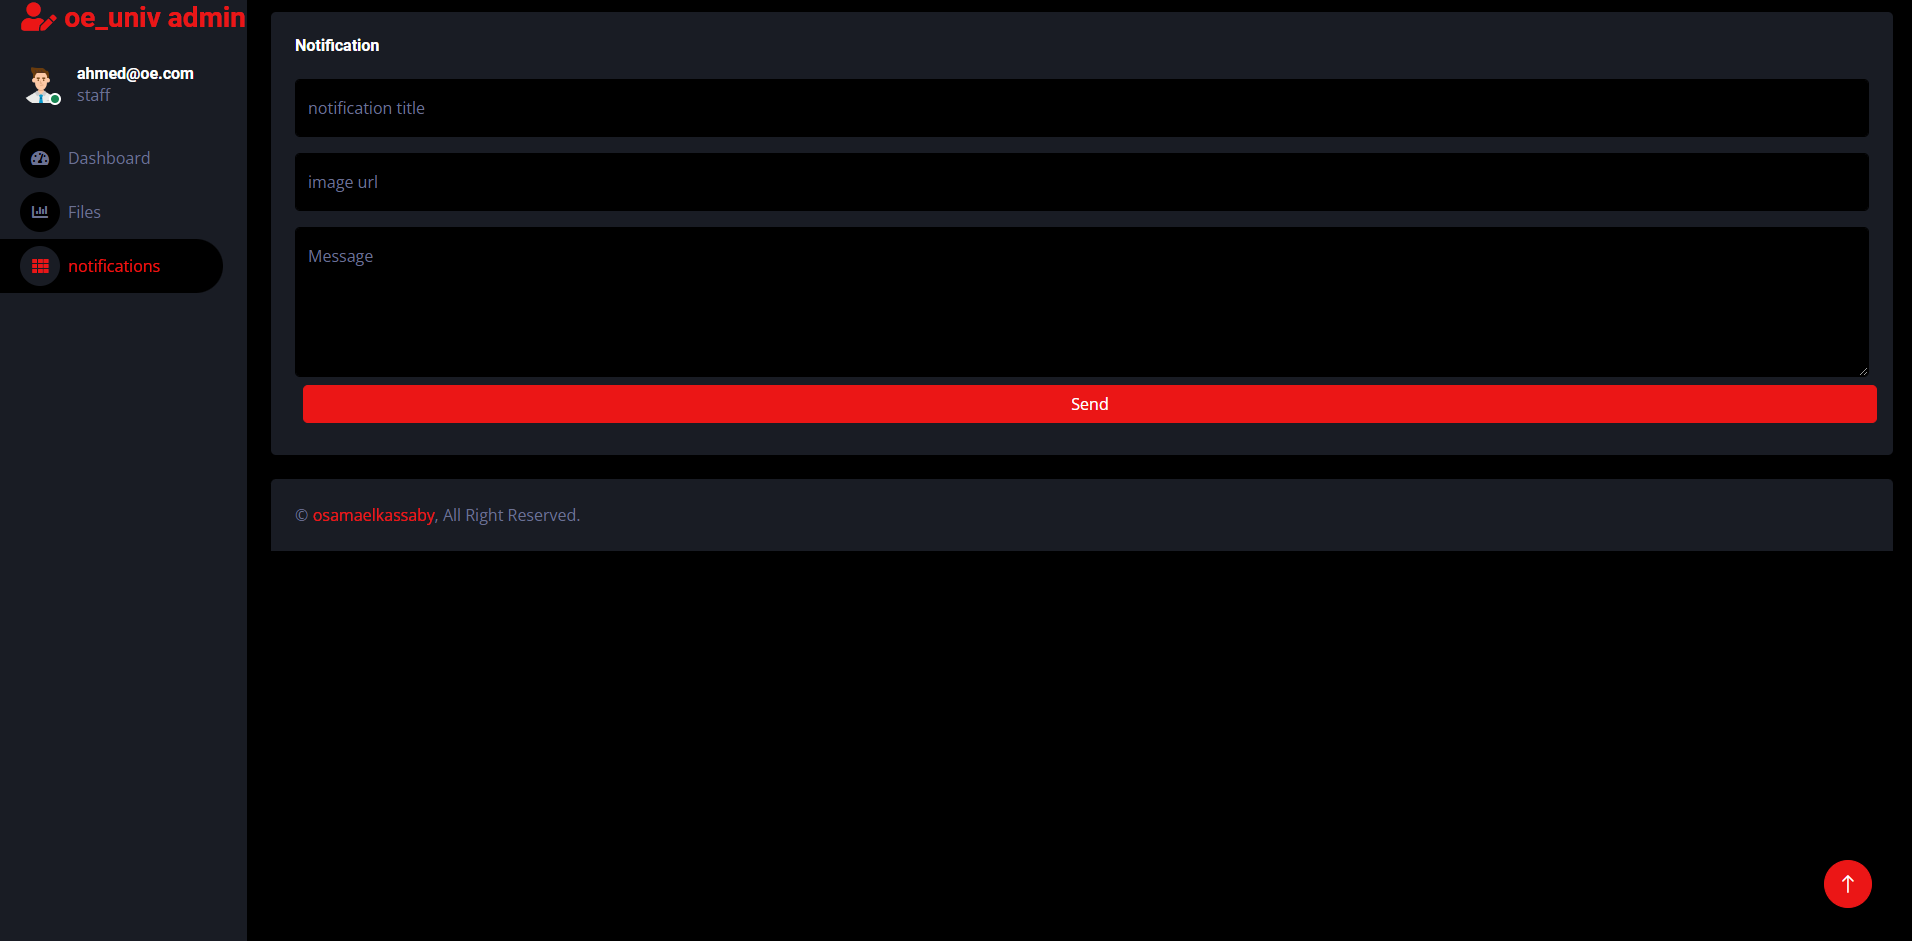 oe_univ admin
ahmed@oe.com
staff
Dashboard
Files
notifications
Notification
notification title
image url
Message
Send
© osamaelkassaby, All Right Reserved.